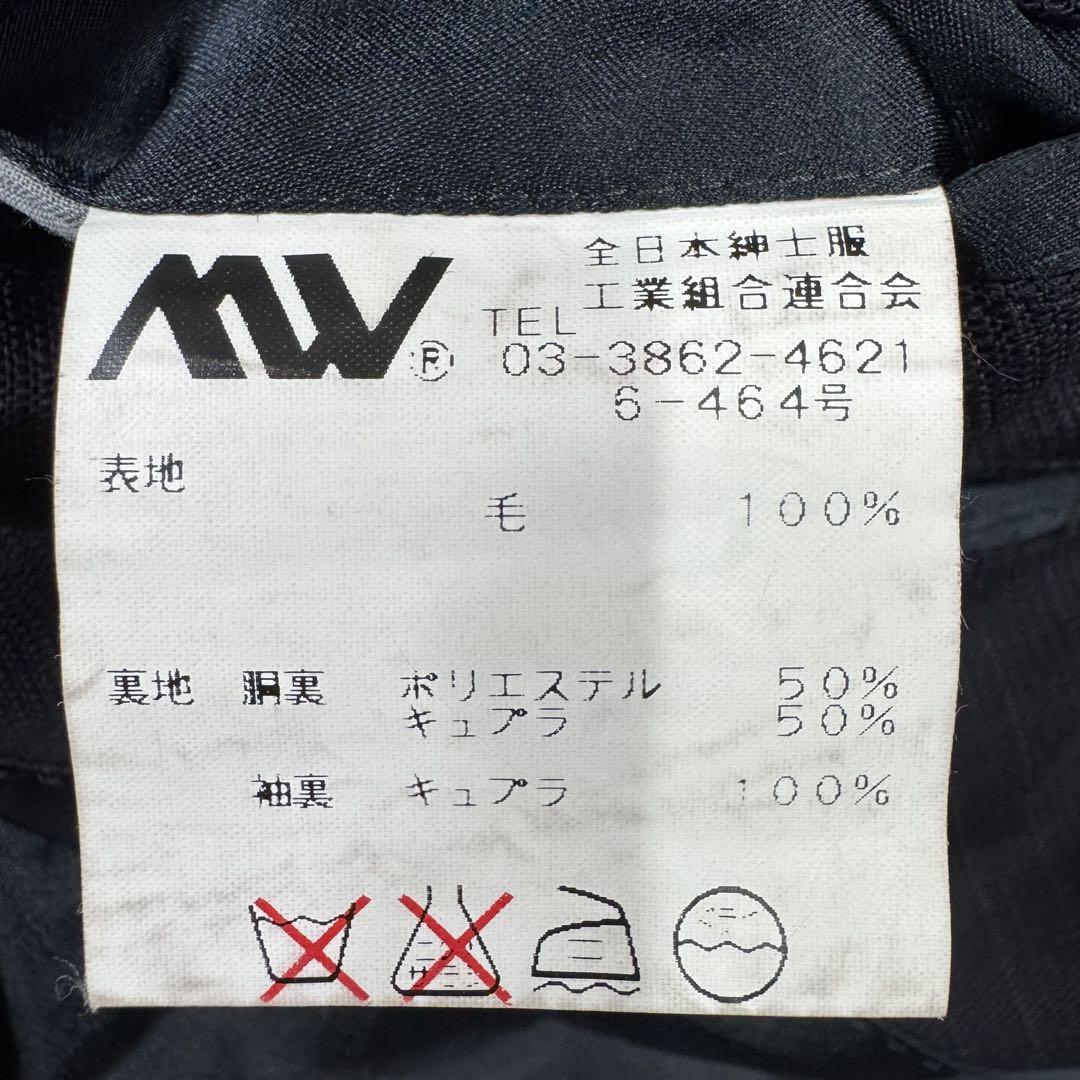 MW®
全日本紳士服
工業組合連合会
TEL 03-3862-4621
6-464号
表地
毛 100%
裏地 胴裏 ポリエステル 50%
キュプラ 50%
袖裏 キュプラ 100%